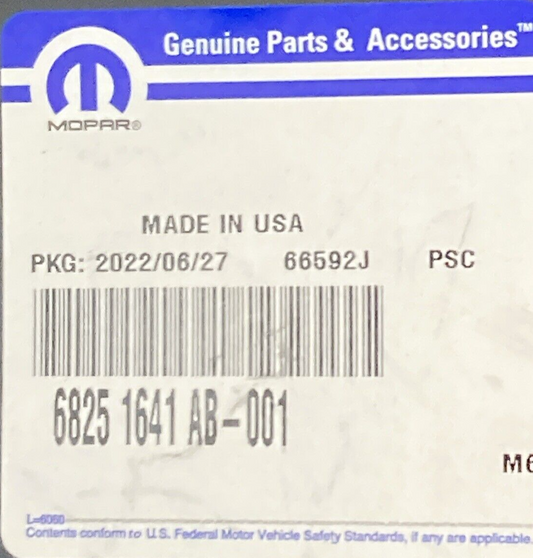 Genuine Parts & Accessories™
MOPAR®
MADE IN USA
PKG: 2022/06/27 66592J PSC
6825 1641 AB-001
M6
L=6060
Contents conform to U.S. Federal Motor Vehicle Safety Standards, if any are applicable.